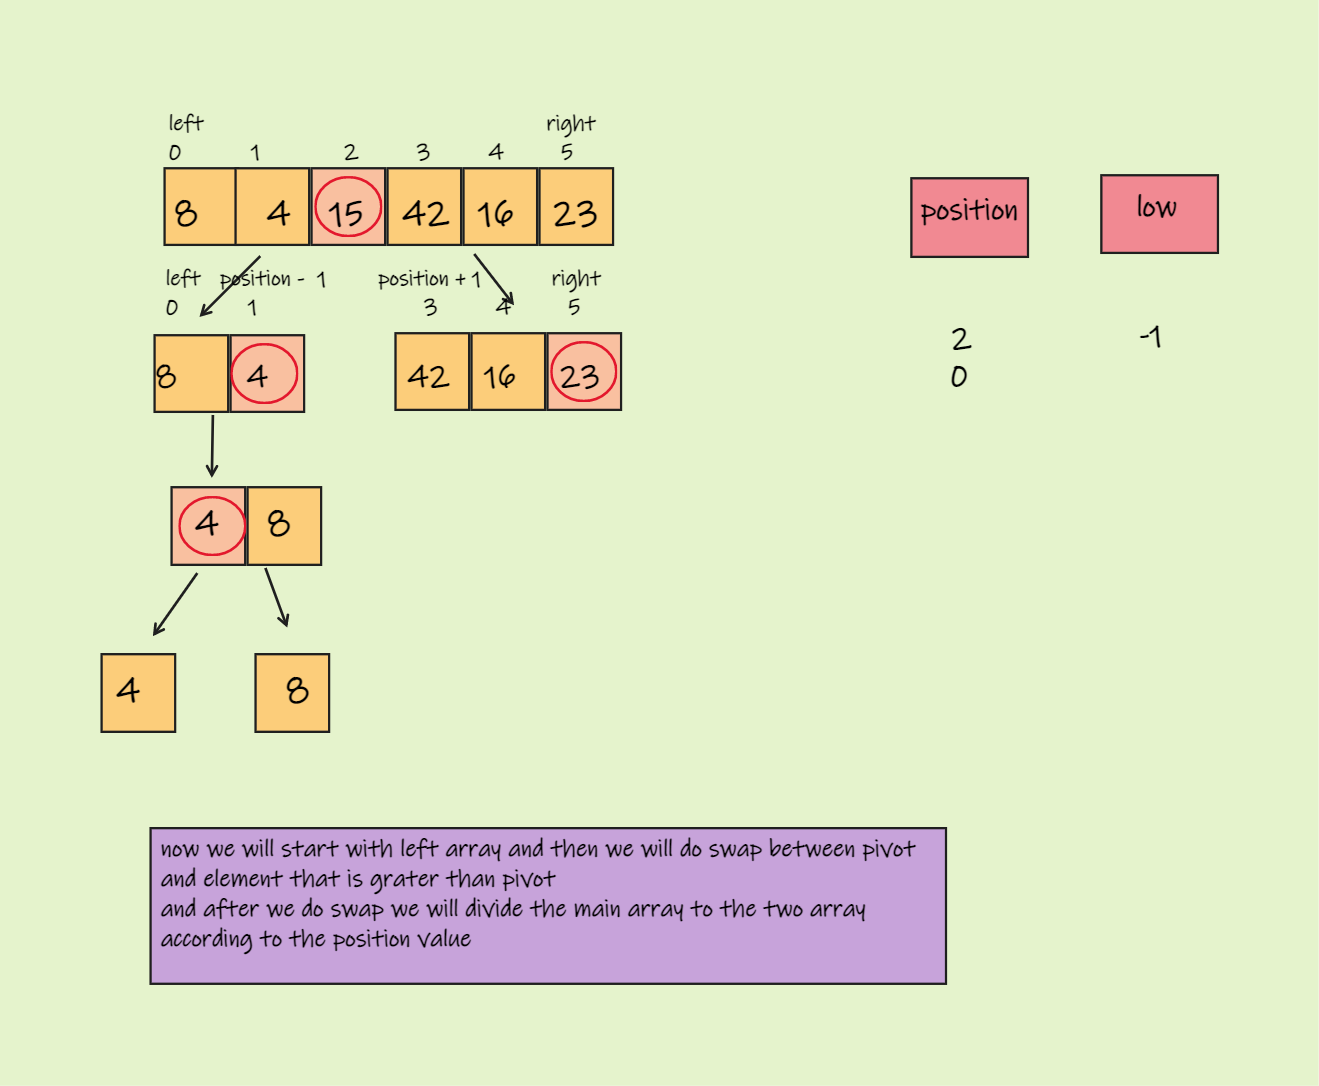 left right
0 1 2 3 4 5
8 4 15 42 16 23
position low
left position - 1 position + 1 right
0 1 3 4 5
8 4 42 16 23
2 -1
0
4 8
4 8
now we will start with left array and then we will do swap between pivot
and element that is grater than pivot
and after we do swap we will divide the main array to the two array
according to the position value